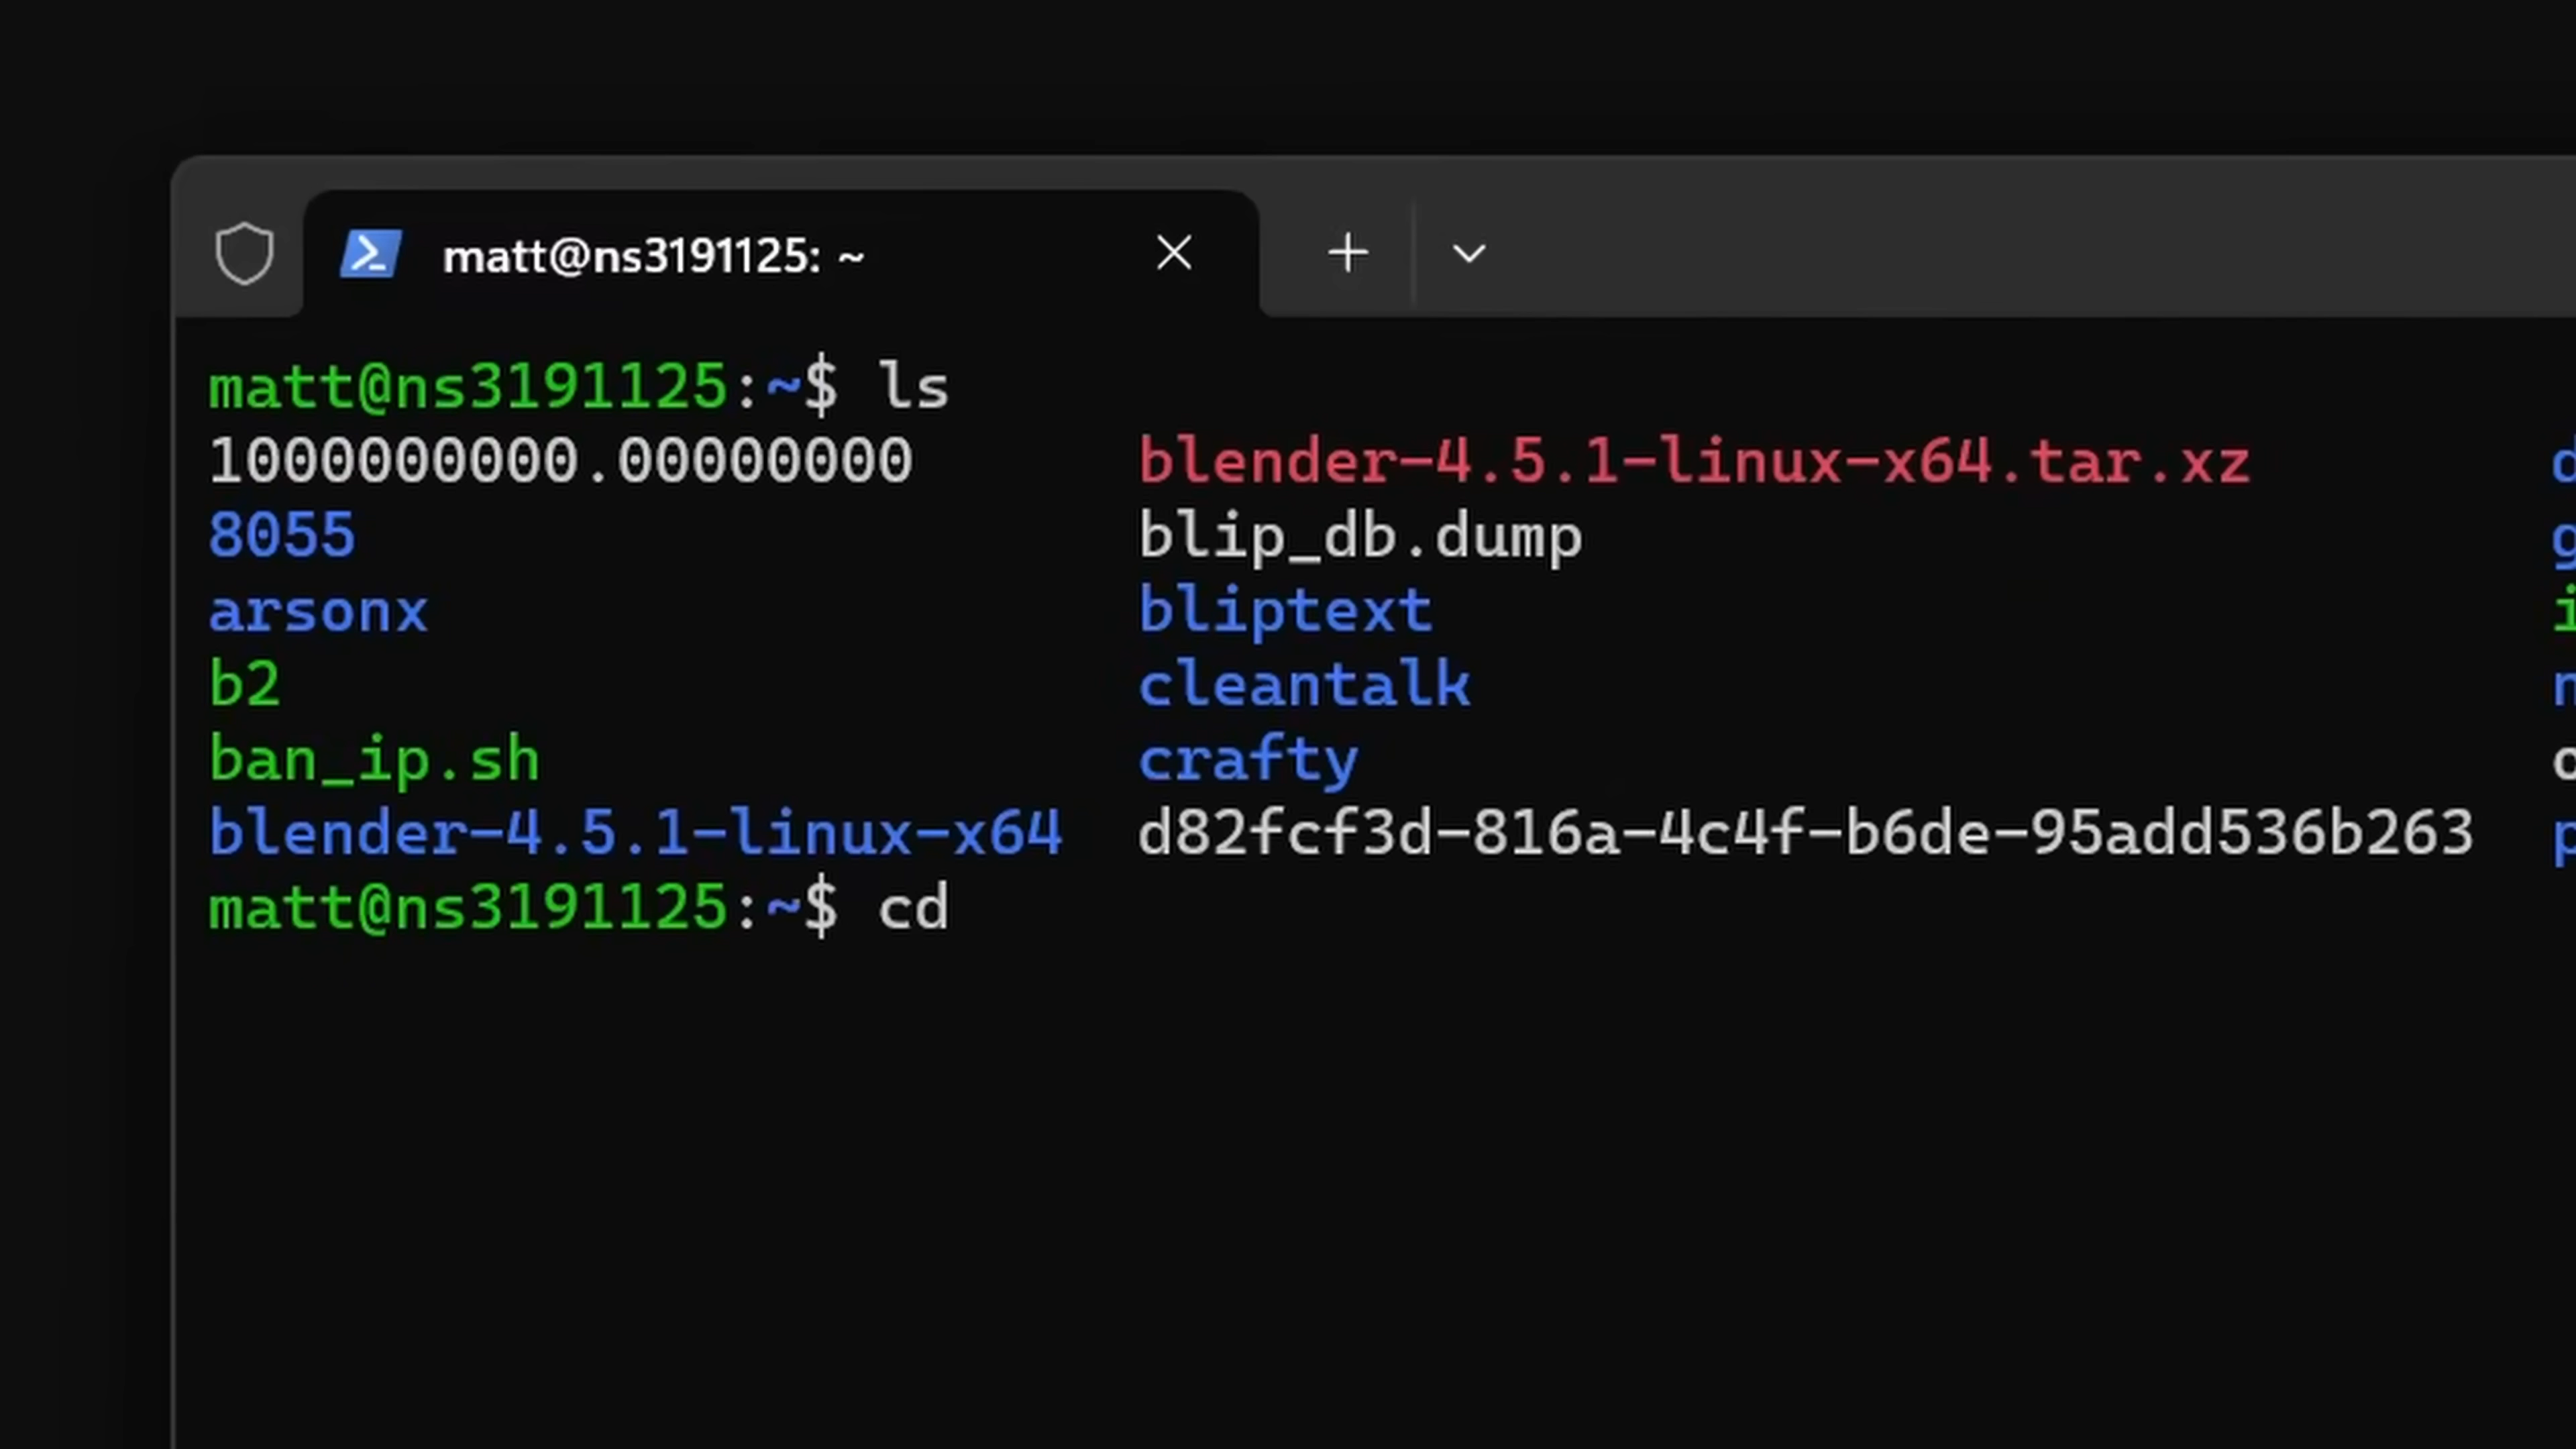 matt@ns3191125: ~
matt@ns3191125:~$ ls
1000000000.00000000 blender-4.5.1-linux-x64.tar.xz
8055 blip_db.dump
arsonx bliptext
b2 cleantalk
ban_ip.sh crafty
blender-4.5.1-linux-x64 d82fcf3d-816a-4c4f-b6de-95add536b263
matt@ns3191125:~$ cd